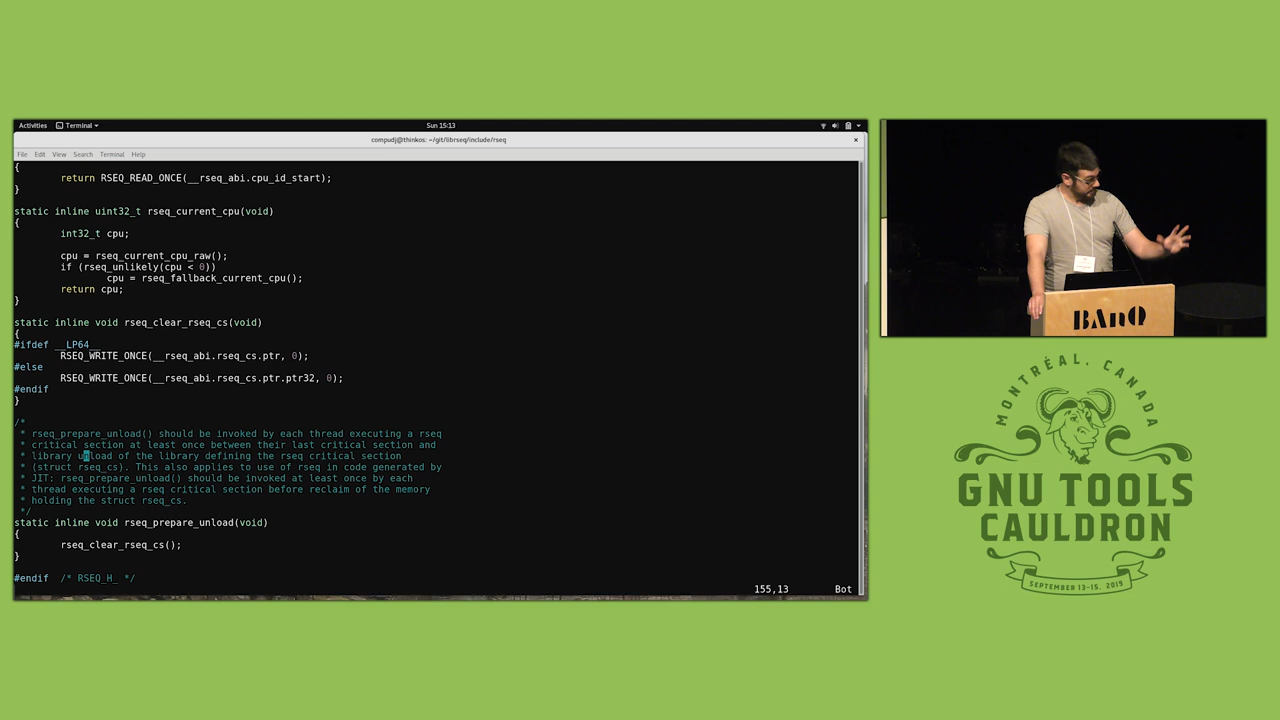 Activities Terminal Sun 15:13
compudj@thinkos: ~/git/librseq/include/rseq
File Edit View Search Terminal Help
{
return RSEQ_READ_ONCE(__rseq_abi.cpu_id_start);
}
static inline uint32_t rseq_current_cpu(void)
{
int32_t cpu;
cpu = rseq_current_cpu_raw();
if (rseq_unlikely(cpu < 0))
cpu = rseq_fallback_current_cpu();
return cpu;
}
static inline void rseq_clear_rseq_cs(void)
{
#ifdef __LP64__
RSEQ_WRITE_ONCE(__rseq_abi.rseq_cs.ptr, 0);
#else
RSEQ_WRITE_ONCE(__rseq_abi.rseq_cs.ptr.ptr32, 0);
#endif
}
/*
* rseq_prepare_unload() should be invoked by each thread executing a rseq
* critical section at least once between their last critical section and
* library unload of the library defining the rseq critical section
* (struct rseq_cs). This also applies to use of rseq in code generated by
* JIT: rseq_prepare_unload() should be invoked at least once by each
* thread executing a rseq critical section before reclaim of the memory
* holding the struct rseq_cs.
*/
static inline void rseq_prepare_unload(void)
{
rseq_clear_rseq_cs();
}
#endif /* RSEQ_H_ */
155,13 Bot
BAnQ
MONTRÉAL, CANADA
GNU TOOLS
CAULDRON
SEPTEMBER 13-15, 2019